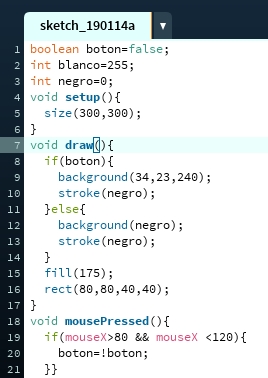 sketch_190114a ▼
1 boolean boton=false;
2 int blanco=255;
3 int negro=0;
4 void setup(){
5   size(300,300);
6 }
7 void draw(){
8   if(boton){
9     background(34,23,240);
10     stroke(negro);
11   }else{
12     background(negro);
13     stroke(negro);
14   }
15   fill(175);
16   rect(80,80,40,40);
17 }
18 void mousePressed(){
19   if(mouseX>80 && mouseX <120){
20     boton=!boton;
21   }}